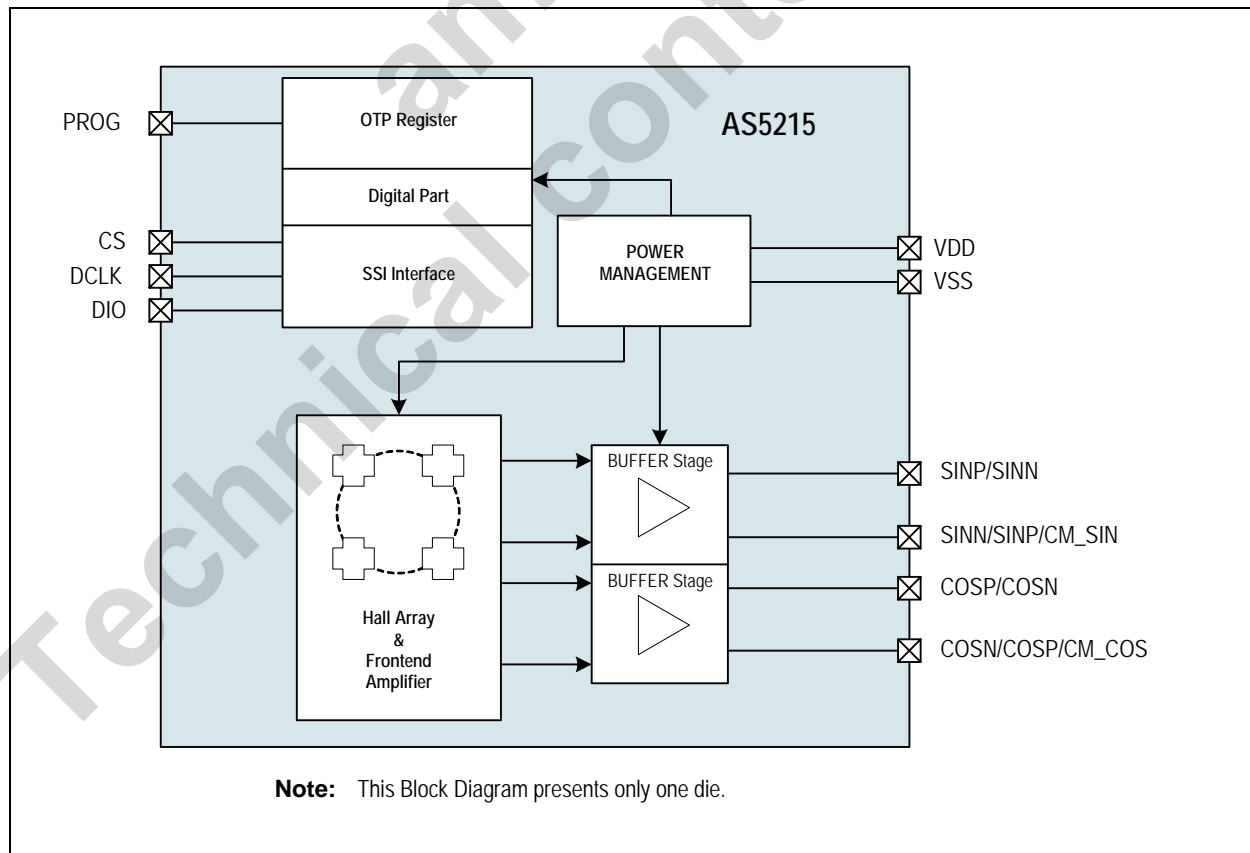 AS5215
PROG
OTP Register
Digital Part
CS
DCLK
DIO
SSI Interface
POWER
MANAGEMENT
VDD
VSS
Hall Array
&
Frontend
Amplifier
BUFFER Stage
BUFFER Stage
SINP/SINN
SINN/SINP/CM_SIN
COSP/COSN
COSN/COSP/CM_COS
Note: This Block Diagram presents only one die.
am
Technical conte